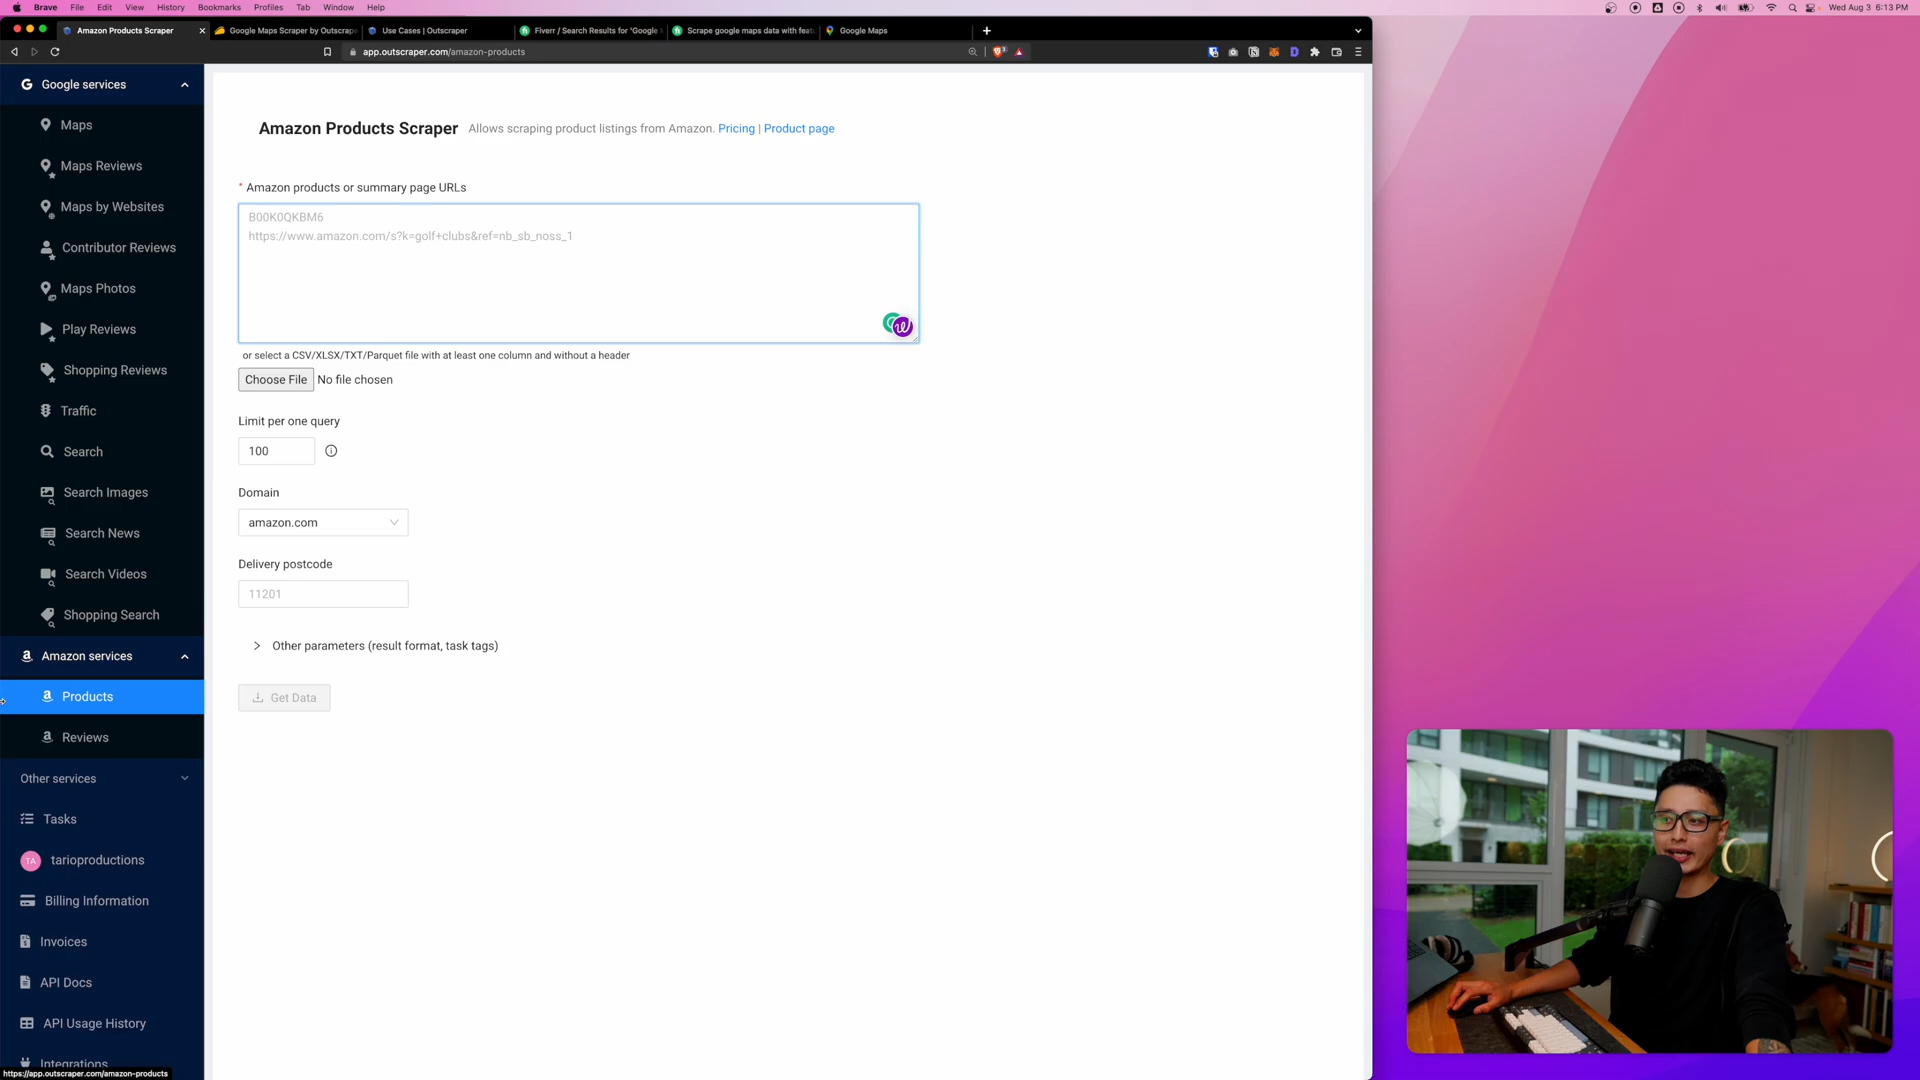 Brave File Edit View History Bookmarks Profiles Tab Window Help Wed Aug 3 6:13 PM
Amazon Products Scraper Google Maps Scraper by Outscrap Use Cases | Outscraper Fiverr / Search Results for 'Google Scrape google maps data with feat Google Maps
app.outscraper.com/amazon-products
Google services
Maps
Maps Reviews
Maps by Websites
Contributor Reviews
Maps Photos
Play Reviews
Shopping Reviews
Traffic
Search
Search Images
Search News
Search Videos
Shopping Search
Amazon services
Products
Reviews
Other services
Tasks
TA tarioproductions
Billing Information
Invoices
API Docs
API Usage History
Integrations
https://app.outscraper.com/amazon-products
Amazon Products Scraper Allows scraping product listings from Amazon. Pricing | Product page
* Amazon products or summary page URLs
B00K0QKBM6
https://www.amazon.com/s?k=golf+clubs&ref=nb_sb_noss_1
or select a CSV/XLSX/TXT/Parquet file with at least one column and without a header
Choose File No file chosen
Limit per one query
100
Domain
amazon.com
Delivery postcode
11201
Other parameters (result format, task tags)
Get Data